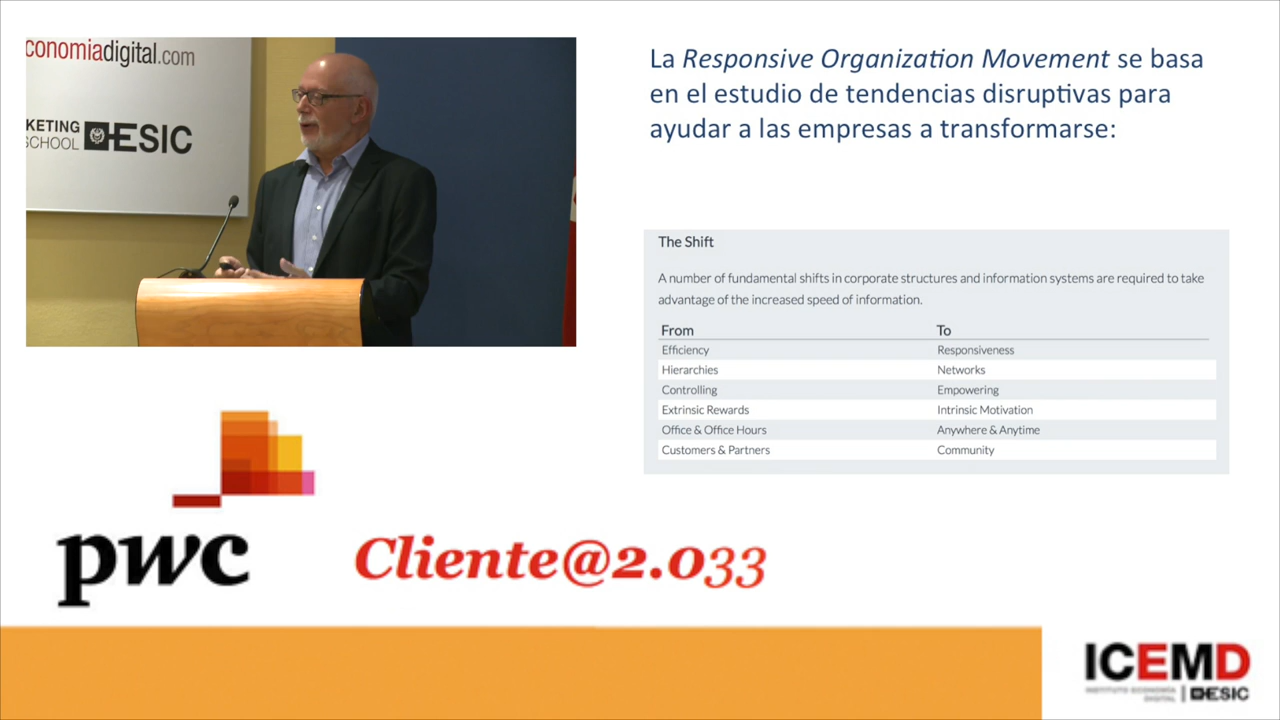 conomiadigital.com
KETING
SCHOOL
ESIC
La Responsive Organization Movement se basa
en el estudio de tendencias disruptivas para
ayudar a las empresas a transformarse:
The Shift
A number of fundamental shifts in corporate structures and information systems are required to take
advantage of the increased speed of information.
From To
Efficiency Responsiveness
Hierarchies Networks
Controlling Empowering
Extrinsic Rewards Intrinsic Motivation
Office & Office Hours Anywhere & Anytime
Customers & Partners Community
pwc
Cliente@2.033
ICEMD
INSTITUTO ECONOMÍA
DIGITAL | ESIC